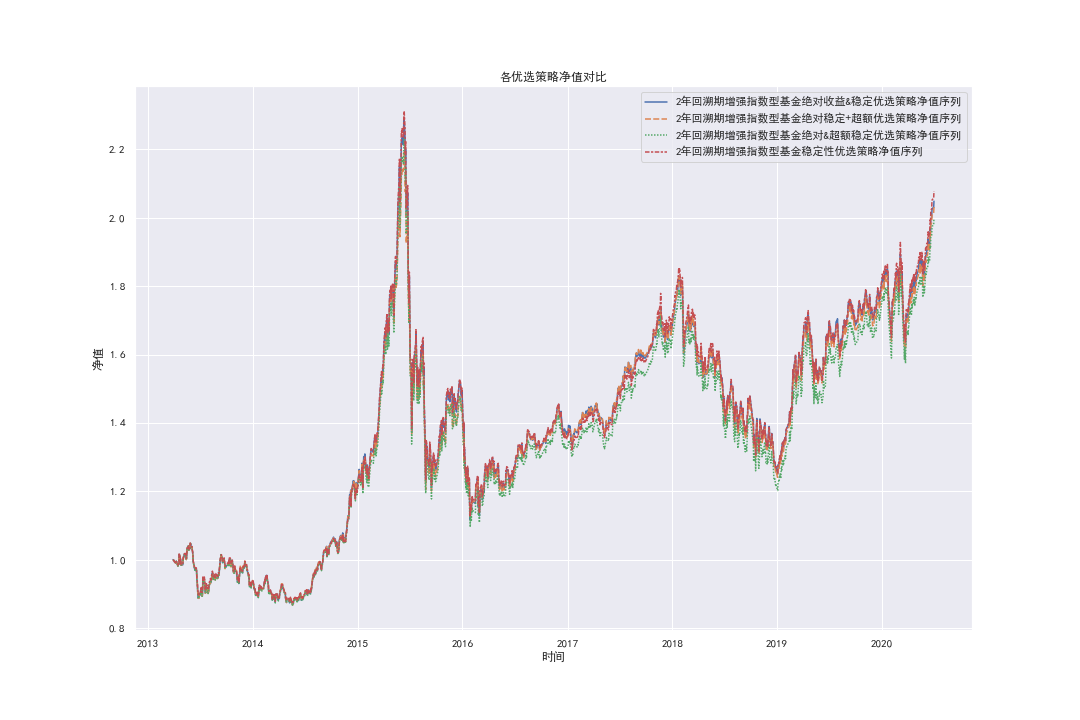 各优选策略净值对比
2年回溯期增强指数型基金绝对收益&稳定优选策略净值序列
2年回溯期增强指数型基金绝对稳定+超额优选策略净值序列
2年回溯期增强指数型基金绝对&超额稳定优选策略净值序列
2年回溯期增强指数型基金稳定性优选策略净值序列
净值
2.2
2.0
1.8
1.6
1.4
1.2
1.0
0.8
2013 2014 2015 2016 2017 2018 2019 2020
时间